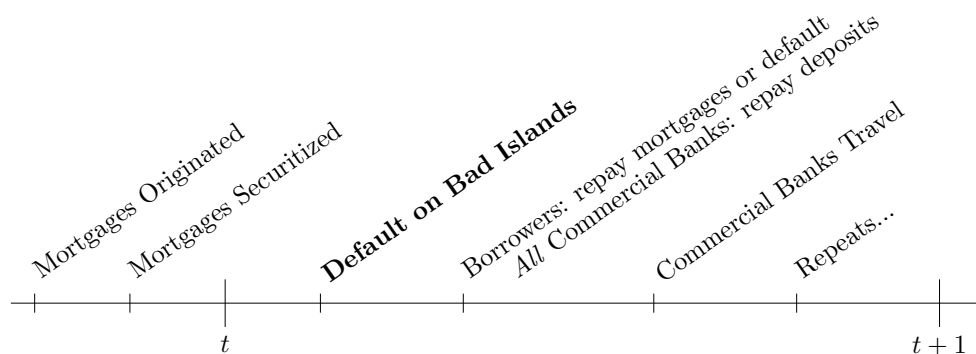 Mortgages Originated
Mortgages Securitized
Default on Bad Islands
Borrowers: repay mortgages or default
All Commercial Banks: repay deposits
Commercial Banks Travel
Repeats...
t
t + 1